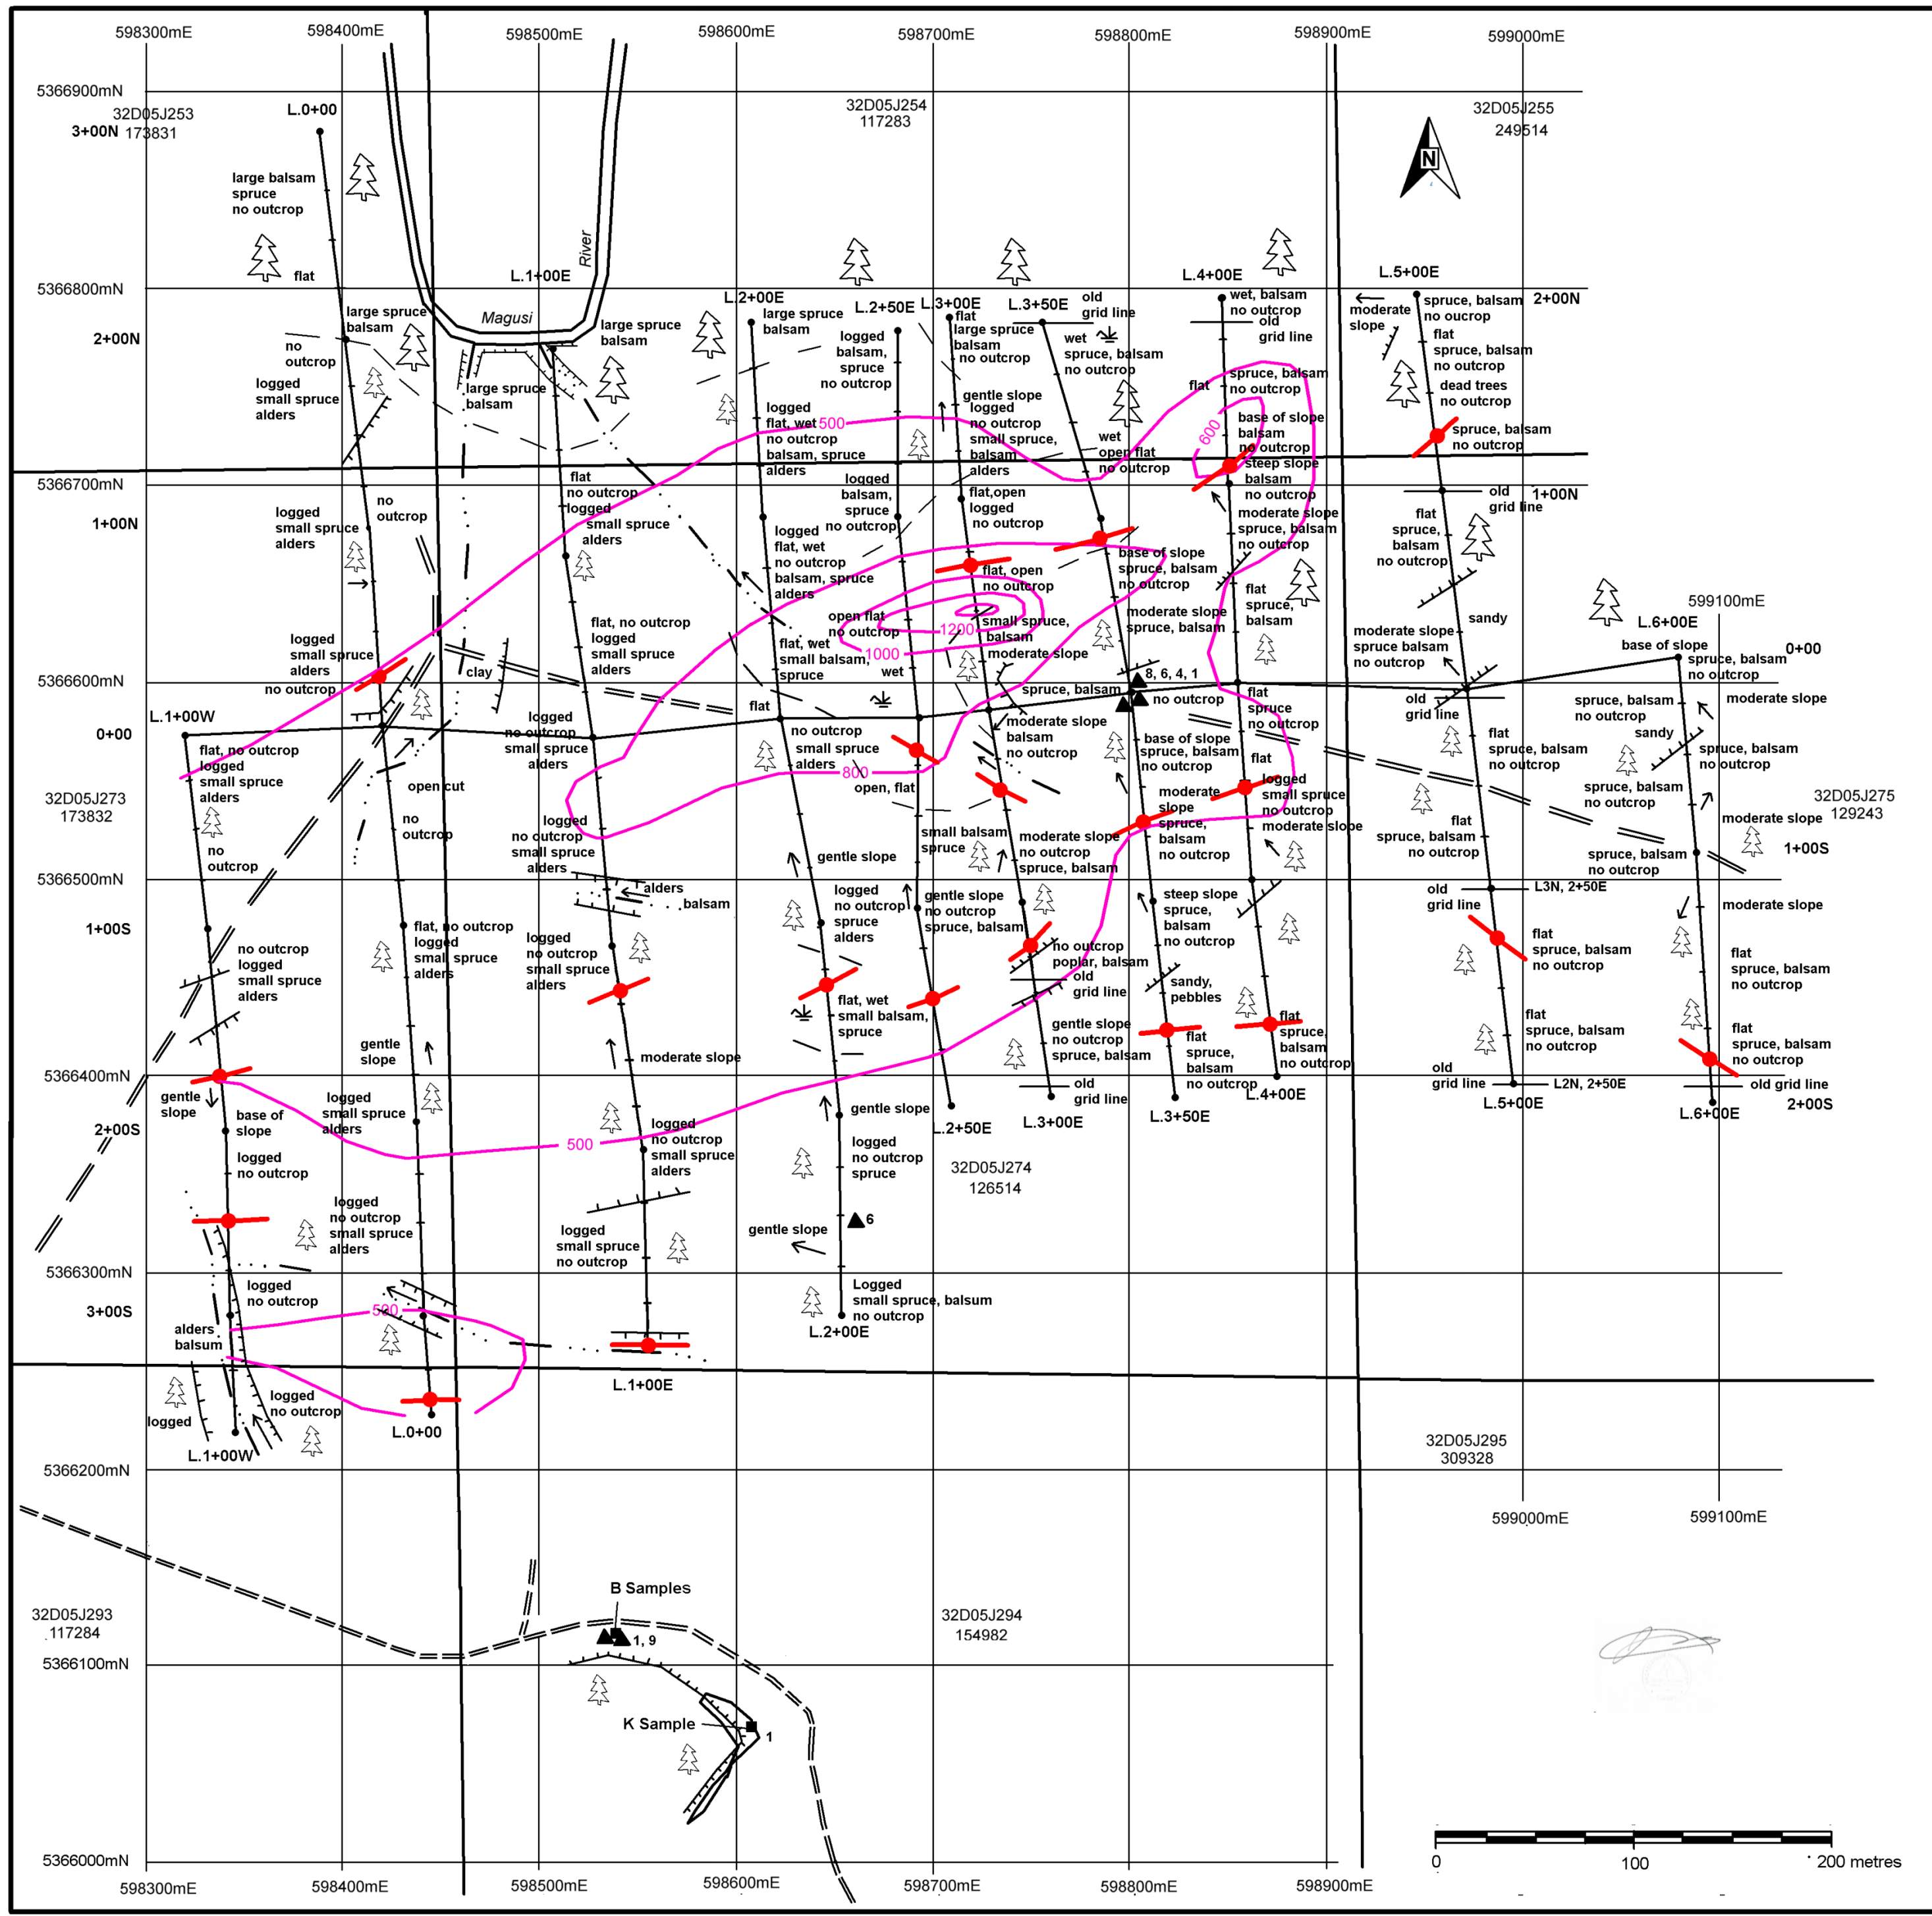 598300mE
598400mE
598500mE
598600mE
598700mE
598800mE
598900mE
599000mE
5366900mN
32D05J253
173831
3+00N
L.0+00
32D05J254
117283
32D05J255
249514
N
large balsam
spruce
no outcrop
flat
River
L.1+00E
Magusi
5366800mN
L.2+00E
L.2+50E
L.3+00E
L.3+50E
old
grid line
L.4+00E
L.5+00E
2+00N
wet, balsam
no outcrop
old
grid line
moderate
slope
spruce, balsam
no oucrop
flat
spruce, balsam
no outcrop
dead trees
no outcrop
spruce, balsam
no outcrop
2+00N
large spruce
balsam
no
outcrop
logged
small spruce
alders
large spruce
balsam
large spruce
balsam
large spruce
balsam
logged
balsam,
spruce
no outcrop
flat
large spruce
balsam
no outcrop
wet
spruce, balsam
no outcrop
flat
spruce, balsam
no outcrop
gentle slope
logged
no outcrop
small spruce,
balsam
alders
logged
flat, wet
no outcrop
balsam, spruce
alders
500
600
base of slope
balsam
no outcrop
wet
open flat
no outcrop
steep slope
balsam
no outcrop
moderate slope
spruce, balsam
no outcrop
5366700mN
1+00N
old
grid line
1+00N
no
outcrop
logged
small spruce
alders
flat
no outcrop
logged
small spruce
alders
logged
balsam,
spruce
no outcrop
flat,open
logged
no outcrop
logged
flat, wet
no outcrop
balsam, spruce
alders
flat, open
no outcrop
base of slope
spruce, balsam
no outcrop
flat
spruce,
balsam
no outcrop
flat
spruce,
balsam
sandy
599100mE
L.6+00E
base of slope
0+00
spruce, balsam
no outcrop
moderate slope
logged
small spruce
alders
no outcrop
clay
flat, no outcrop
logged
small spruce
alders
open flat
no outcrop
1200
1000
small spruce,
balsam
moderate slope
moderate slope
spruce, balsam
moderate slope
spruce balsam
no outcrop
flat, wet
small balsam,
spruce
wet
5366600mN
8, 6, 4, 1
spruce, balsam
no outcrop
flat
spruce
no outcrop
old
grid line
spruce, balsam
no outcrop
sandy
spruce, balsam
no outcrop
spruce, balsam
no outcrop
L.1+00W
0+00
flat, no outcrop
logged
small spruce
alders
logged
no outcrop
small spruce
alders
flat
no outcrop
small spruce
alders
800
open, flat
moderate slope
balsam
no outcrop
base of slope
spruce, balsam
no outcrop
flat
logged
small spruce
no outcrop
moderate slope
flat
spruce, balsam
no outcrop
32D05J273
173832
open cut
no
outcrop
no
outcrop
logged
no outcrop
small spruce
alders
gentle slope
small balsam
spruce
moderate slope
no outcrop
spruce, balsam
moderate
slope
spruce,
balsam
no outcrop
flat
spruce, balsam
no outcrop
moderate slope
spruce, balsam
no outcrop
32D05J275
129243
1+00S
5366500mN
alders
balsam
logged
no outcrop
spruce
alders
gentle slope
no outcrop
spruce, balsam
steep slope
spruce,
balsam
no outcrop
old
grid line
L3N, 2+50E
moderate slope
1+00S
flat, no outcrop
logged
small spruce
alders
no outcrop
logged
small spruce
alders
logged
no outcrop
small spruce
alders
no outcrop
poplar, balsam
old
grid line
sandy,
pebbles
flat
spruce, balsam
no outcrop
flat
spruce, balsam
no outcrop
flat, wet
small balsam,
spruce
gentle slope
no outcrop
spruce, balsam
flat
spruce,
balsam
no outcrop
flat
spruce,
balsam
no outcrop
flat
spruce, balsam
no outcrop
flat
spruce, balsam
no outcrop
gentle
slope
moderate slope
5366400mN
gentle
slope
base of
slope
logged
small spruce
alders
gentle slope
old
grid line
old
grid line
L2N, 2+50E
old grid line
2+00S
L.2+50E
L.3+00E
L.3+50E
L.4+00E
L.5+00E
L.6+00E
2+00S
logged
no outcrop
500
logged
no outcrop
small spruce
alders
logged
no outcrop
spruce
32D05J274
126514
logged
no outcrop
small spruce
alders
logged
small spruce
no outcrop
gentle slope
6
5366300mN
logged
no outcrop
500
Logged
small spruce, balsum
no outcrop
L.2+00E
3+00S
alders
balsum
L.1+00E
logged
logged
no outcrop
L.0+00
L.1+00W
32D05J295
309328
5366200mN
599000mE
599100mE
B Samples
32D05J293
117284
32D05J294
154982
1, 9
5366100mN
K Sample
1
5366000mN
0
100
200 metres
598300mE
598400mE
598500mE
598600mE
598700mE
598800mE
598900mE